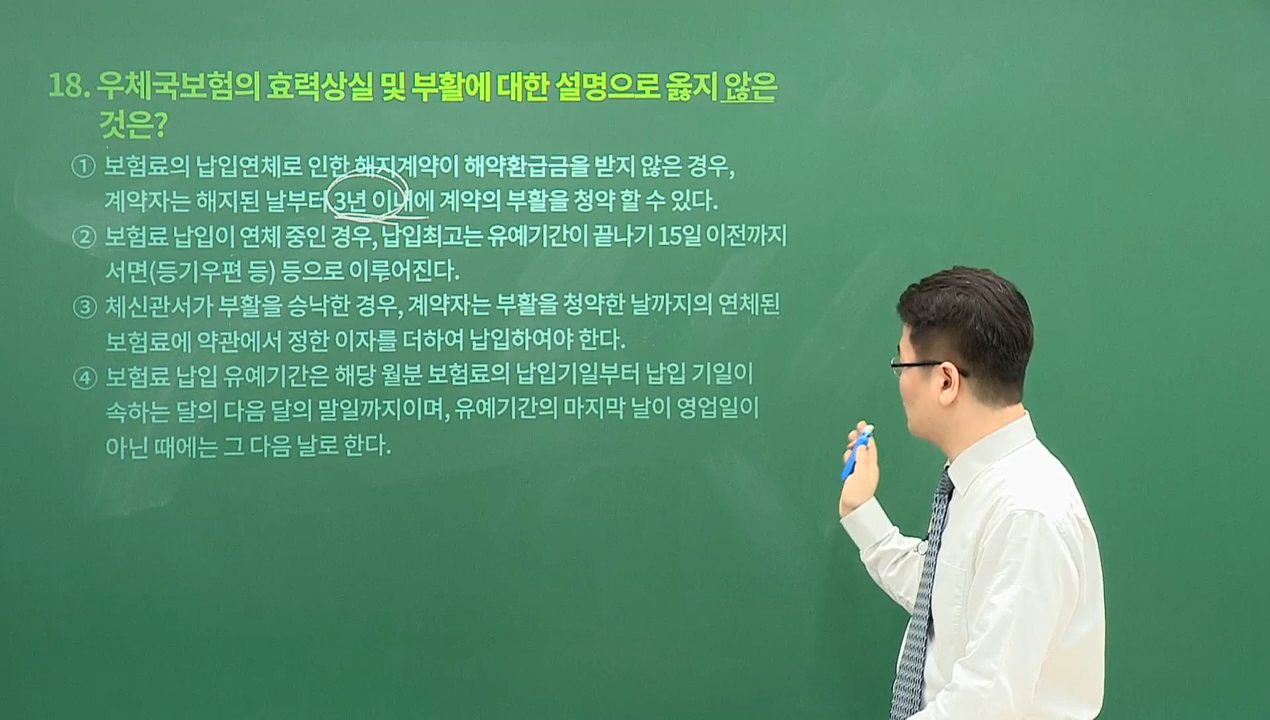 18. 우체국보험의 효력상실 및 부활에 대한 설명으로 옳지 않은
것은?
① 보험료의 납입연체로 인한 해지계약이 해약환급금을 받지 않은 경우,
계약자는 해지된 날부터 3년 이내에 계약의 부활을 청약 할 수 있다.
② 보험료 납입이 연체 중인 경우, 납입최고는 유예기간이 끝나기 15일 이전까지
서면(등기우편 등) 등으로 이루어진다.
③ 체신관서가 부활을 승낙한 경우, 계약자는 부활을 청약한 날까지의 연체된
보험료에 약관에서 정한 이자를 더하여 납입하여야 한다.
④ 보험료 납입 유예기간은 해당 월분 보험료의 납입기일부터 납입 기일이
속하는 달의 다음 달의 말일까지이며, 유예기간의 마지막 날이 영업일이
아닌 때에는 그 다음 날로 한다.